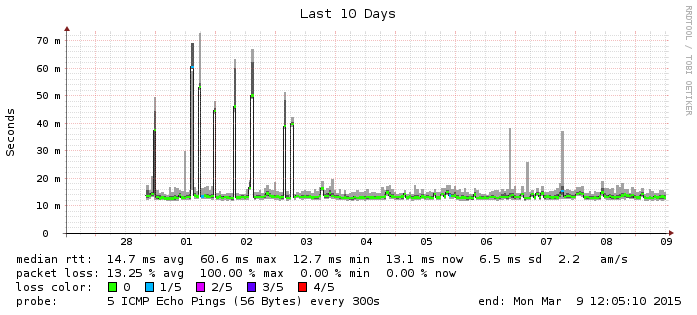 Last 10 Days
RRDTOOL / TOBI OETIKER
Seconds
70 m
60 m
50 m
40 m
30 m
20 m
10 m
0
28 01 02 03 04 05 06 07 08 09
median rtt: 14.7 ms avg 60.6 ms max 12.7 ms min 13.1 ms now 6.5 ms sd 2.2 am/s
packet loss: 13.25 % avg 100.00 % max 0.00 % min 0.00 % now
loss color: 0 1/5 2/5 3/5 4/5
probe: 5 ICMP Echo Pings (56 Bytes) every 300s end: Mon Mar 9 12:05:10 2015